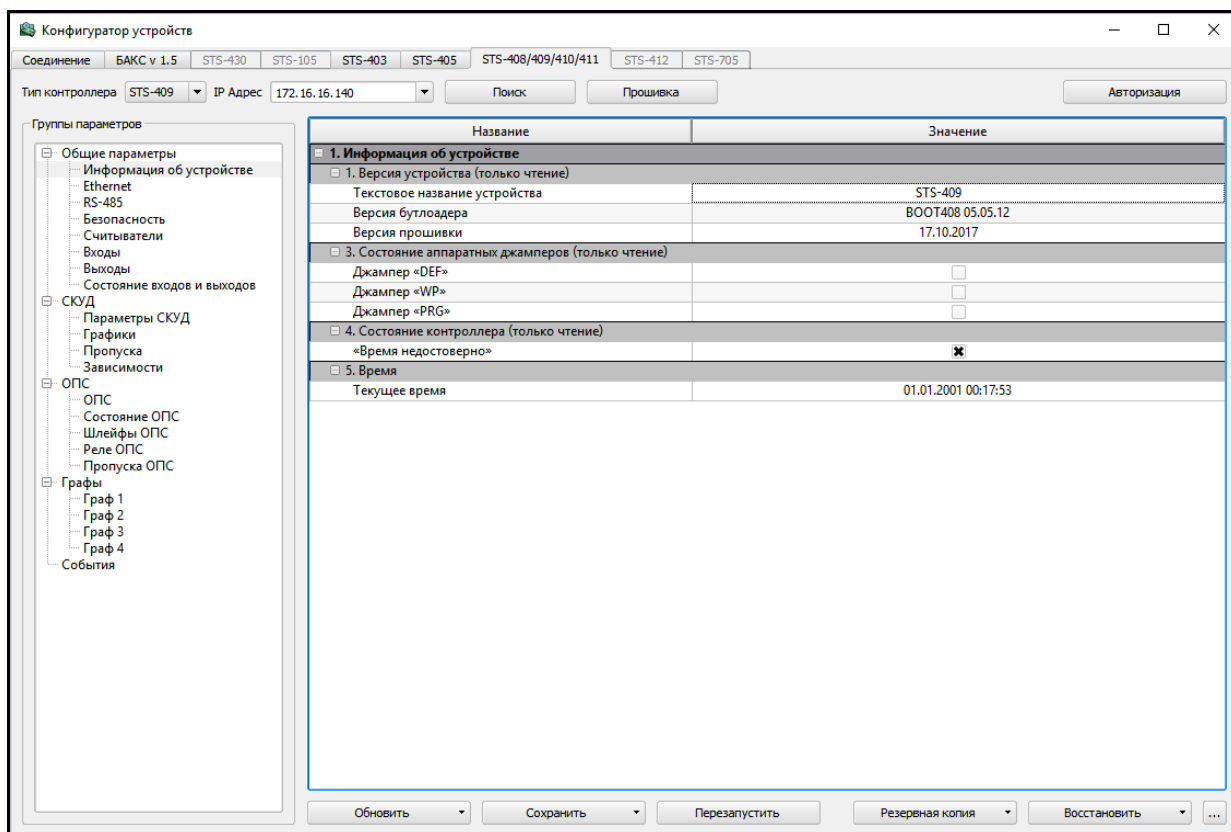 Конфигуратор устройств
Соединение БАКС v 1.5 STS-430 STS-105 STS-403 STS-405 STS-408/409/410/411 STS-412 STS-705
Тип контроллера STS-409 IP Адрес 172.16.16.140 Поиск Прошивка Авторизация
Группы параметров
Общие параметры
Информация об устройстве
Ethernet
RS-485
Безопасность
Считыватели
Входы
Выходы
Состояние входов и выходов
СКУД
Параметры СКУД
Графики
Пропуска
Зависимости
ОПС
ОПС
Состояние ОПС
Шлейфы ОПС
Реле ОПС
Пропуска ОПС
Графы
Граф 1
Граф 2
Граф 3
Граф 4
События
Название Значение
1. Информация об устройстве
1. Версия устройства (только чтение)
Текстовое название устройства STS-409
Версия бутлоадера BOOT408 05.05.12
Версия прошивки 17.10.2017
3. Состояние аппаратных джамперов (только чтение)
Джампер «DEF»
Джампер «WP»
Джампер «PRG»
4. Состояние контроллера (только чтение)
«Время недостоверно»
5. Время
Текущее время 01.01.2001 00:17:53
Обновить Сохранить Перезапустить Резервная копия Восстановить ...